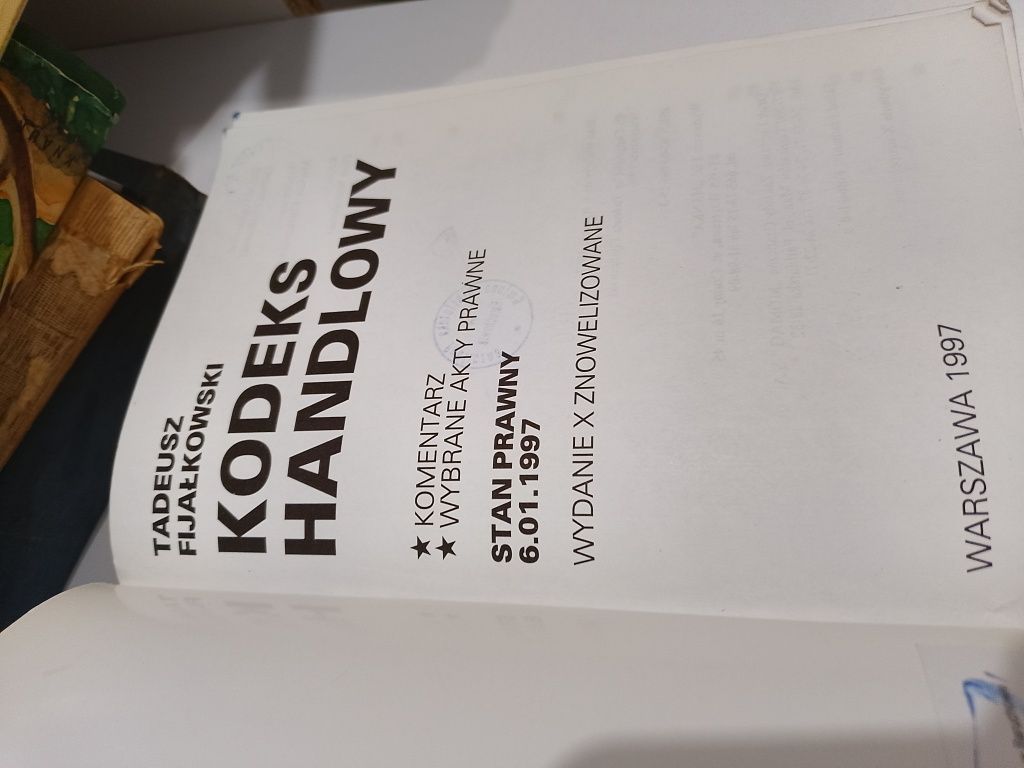 TADEUSZ
FIJAŁKOWSKI
KODEKS
HANDLOWY
★ KOMENTARZ
★ WYBRANE AKTY PRAWNE
STAN PRAWNY
6.01.1997
WYDANIE X ZNOWELIZOWANE
WARSZAWA 1997